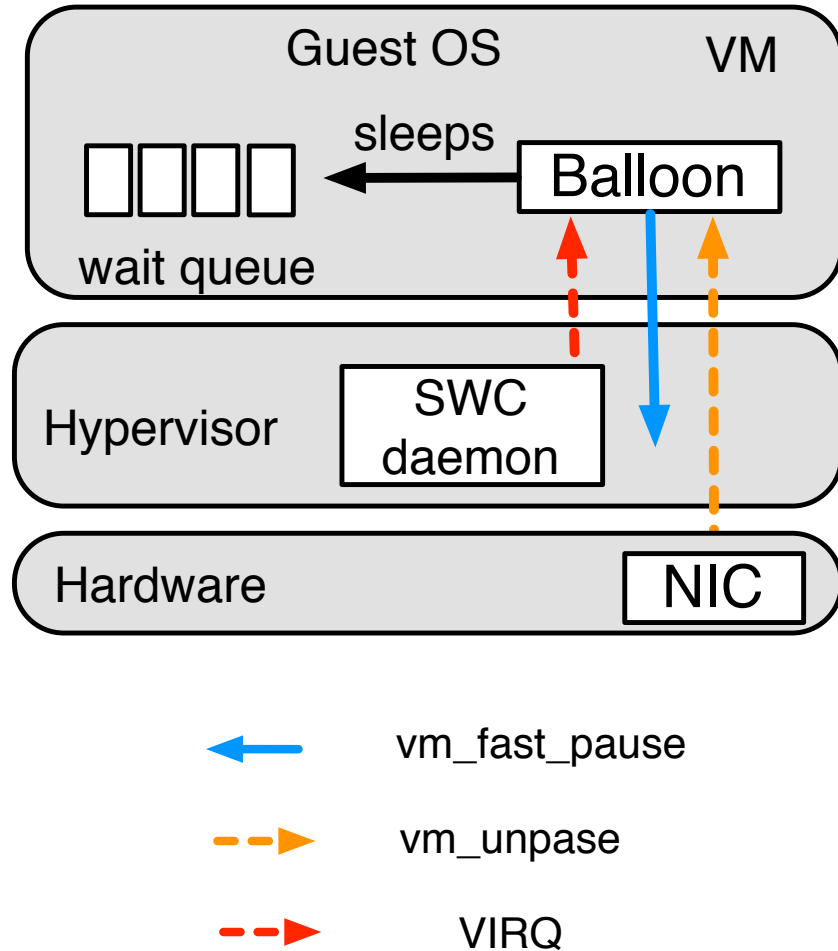 Guest OS
VM
sleeps
Balloon
wait queue
SWC
daemon
Hypervisor
Hardware
NIC
vm_fast_pause
vm_unpase
VIRQ